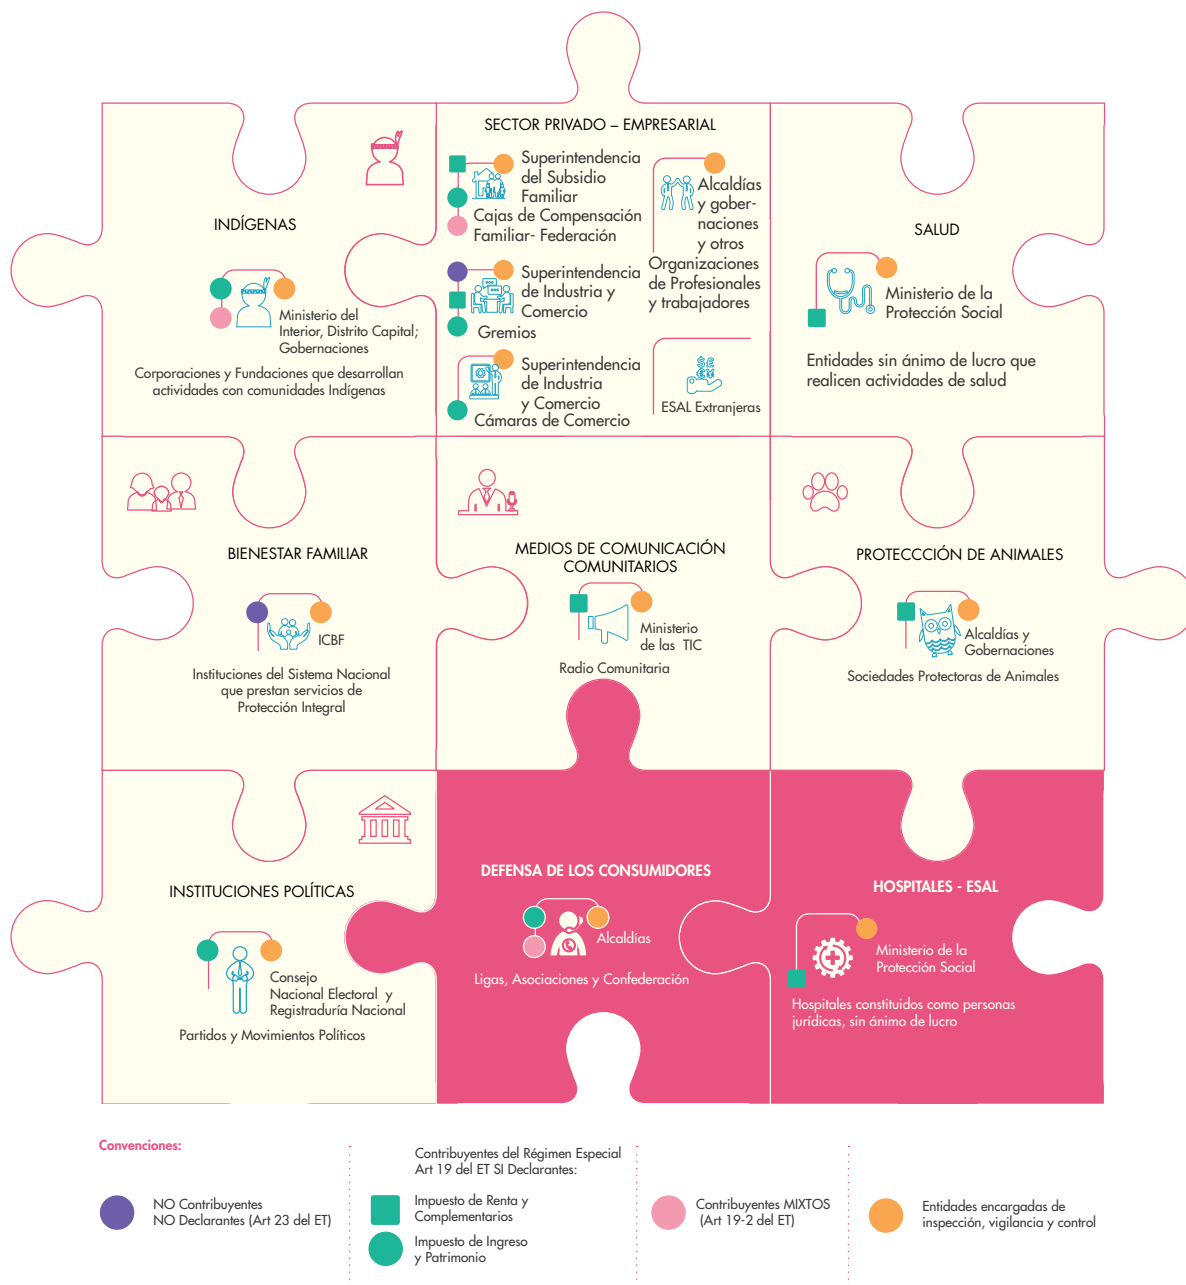 SECTOR PRIVADO – EMPRESARIAL
Superintendencia
del Subsidio
Familiar
Cajas de Compensación
Familiar- Federación
Superintendencia
de Industria y
Comercio
Gremios
Superintendencia
de Industria
y Comercio
Cámaras de Comercio
Alcaldías
y gober-
naciones
y otros
Organizaciones
de Profesionales
y trabajadores
$£
€¥
ESAL Extranjeras
INDÍGENAS
Ministerio del
Interior, Distrito Capital;
Gobernaciones
Corporaciones y Fundaciones que desarrollan
actividades con comunidades Indígenas
SALUD
Ministerio de la
Protección Social
Entidades sin ánimo de lucro que
realicen actividades de salud
BIENESTAR FAMILIAR
ICBF
Instituciones del Sistema Nacional
que prestan servicios de
Protección Integral
MEDIOS DE COMUNICACIÓN
COMUNITARIOS
Ministerio
de las TIC
Radio Comunitaria
PROTECCCIÓN DE ANIMALES
Alcaldías y
Gobernaciones
Sociedades Protectoras de Animales
INSTITUCIONES POLÍTICAS
Consejo
Nacional Electoral y
Registraduría Nacional
Partidos y Movimientos Políticos
DEFENSA DE LOS CONSUMIDORES
Alcaldías
Ligas, Asociaciones y Confederación
HOSPITALES - ESAL
Ministerio de la
Protección Social
Hospitales constituidos como personas
jurídicas, sin ánimo de lucro
Convenciones:
NO Contribuyentes
NO Declarantes (Art 23 del ET)
Contribuyentes del Régimen Especial
Art 19 del ET SI Declarantes:
Impuesto de Renta y
Complementarios
Impuesto de Ingreso
y Patrimonio
Contribuyentes MIXTOS
(Art 19-2 del ET)
Entidades encargadas de
inspección, vigilancia y control